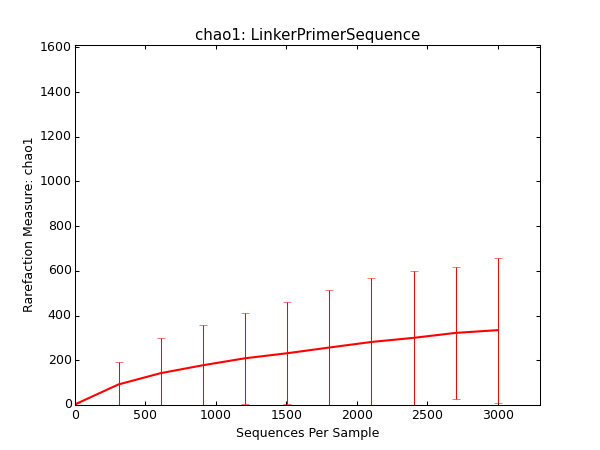 chao1: LinkerPrimerSequence
Rarefaction Measure: chao1
1600
1400
1200
1000
800
600
400
200
0
0 500 1000 1500 2000 2500 3000
Sequences Per Sample